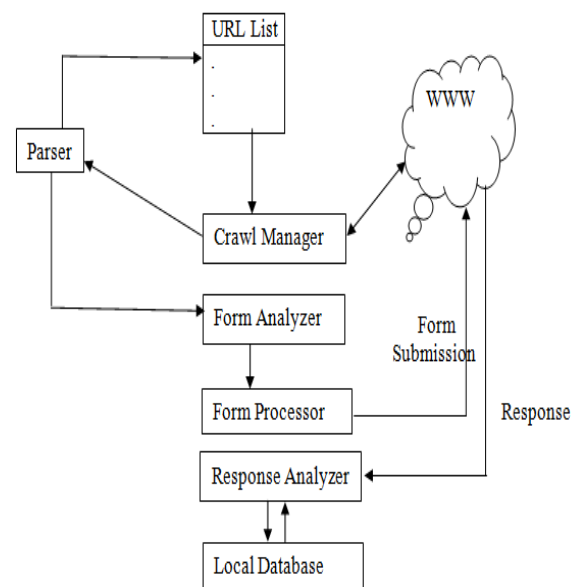 URL List
.
.
.
WWW
Parser
Crawl Manager
Form Analyzer
Form
Submission
Form Processor
Response
Response Analyzer
Local Database